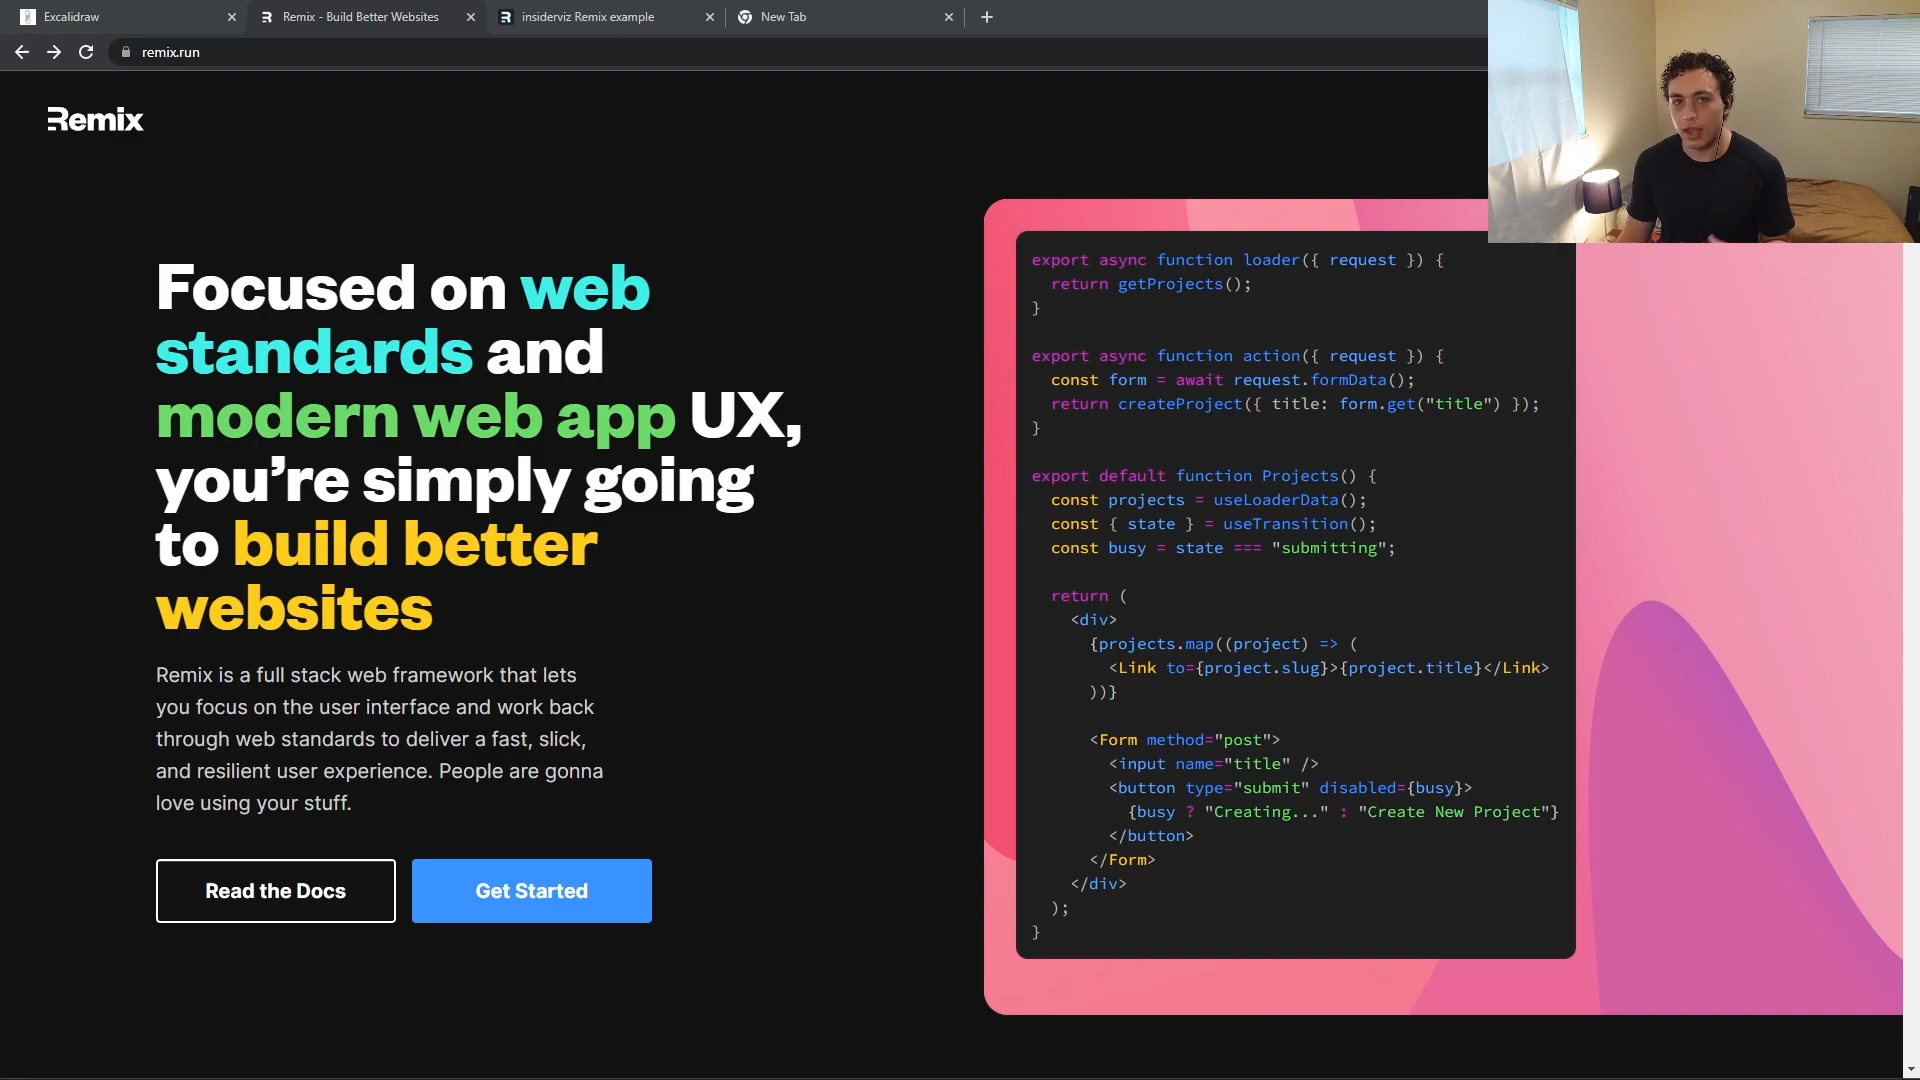 Excalidraw
Remix - Build Better Websites
insiderviz Remix example
New Tab
remix.run
Remix
Focused on web
standards and
modern web app UX,
you’re simply going
to build better
websites
Remix is a full stack web framework that lets
you focus on the user interface and work back
through web standards to deliver a fast, slick,
and resilient user experience. People are gonna
love using your stuff.
Read the Docs
Get Started
export async function loader({ request }) {
  return getProjects();
}
export async function action({ request }) {
  const form = await request.formData();
  return createProject({ title: form.get("title") });
}
export default function Projects() {
  const projects = useLoaderData();
  const { state } = useTransition();
  const busy = state === "submitting";
  return (
    <div>
      {projects.map((project) => (
        <Link to={project.slug}>{project.title}</Link>
      ))}
      <Form method="post">
        <input name="title" />
        <button type="submit" disabled={busy}>
          {busy ? "Creating..." : "Create New Project"}
        </button>
      </Form>
    </div>
  );
}